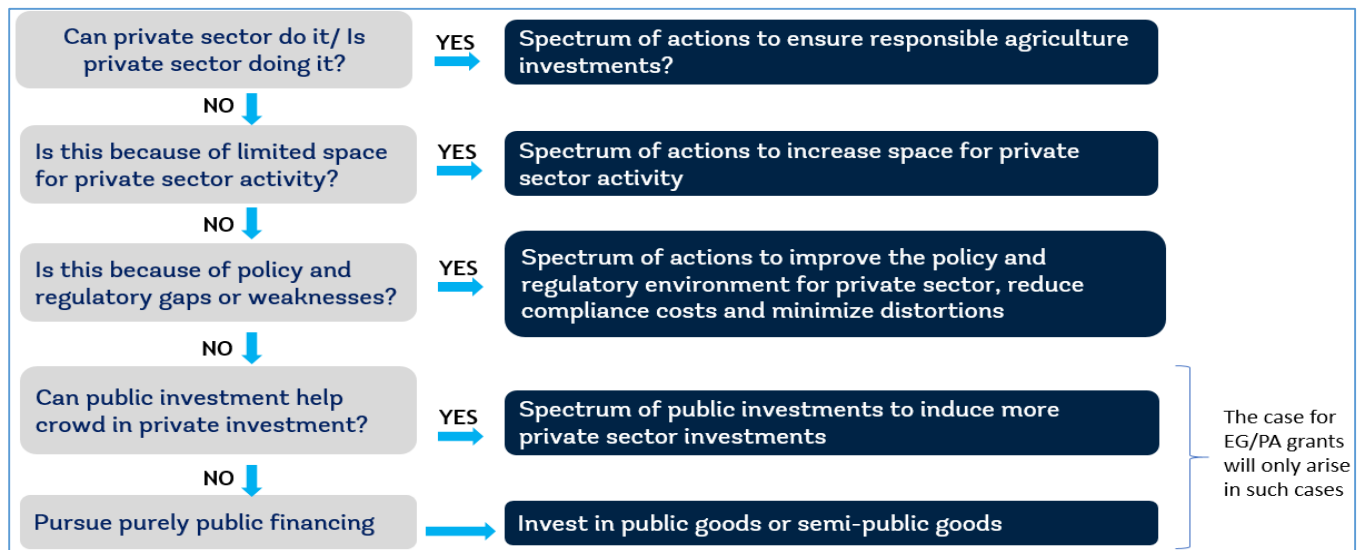 Can private sector do it/ Is
private sector doing it?
YES
Spectrum of actions to ensure responsible agriculture
investments?
NO
Is this because of limited space
for private sector activity?
YES
Spectrum of actions to increase space for private
sector activity
NO
Is this because of policy and
regulatory gaps or weaknesses?
YES
Spectrum of actions to improve the policy and
regulatory environment for private sector, reduce
compliance costs and minimize distortions
NO
Can public investment help
crowd in private investment?
YES
Spectrum of public investments to induce more
private sector investments
The case for
EG/PA grants
will only arise
in such cases
NO
Pursue purely public financing
Invest in public goods or semi-public goods